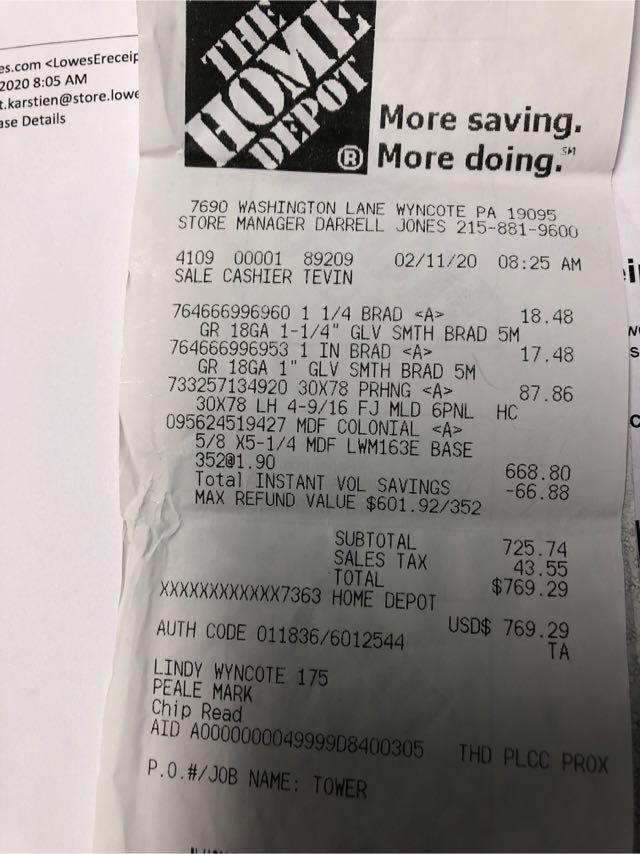 es.com <LowesEreceip
2020 8:05 AM
t.karstien@store.lowe
ase Details
THE
HOME
DEPOT
®
More saving.
More doing.℠
7690 WASHINGTON LANE WYNCOTE PA 19095
STORE MANAGER DARRELL JONES 215-881-9600
4109 00001 89209 02/11/20 08:25 AM
SALE CASHIER TEVIN
764666996960 1 1/4 BRAD <A> 18.48
GR 18GA 1-1/4" GLV SMTH BRAD 5M
764666996953 1 IN BRAD <A> 17.48
GR 18GA 1" GLV SMTH BRAD 5M
733257134920 30X78 PRHNG <A> 87.86
30X78 LH 4-9/16 FJ MLD 6PNL HC
095624519427 MDF COLONIAL <A>
5/8 X5-1/4 MDF LWM163E BASE
352@1.90 668.80
Total INSTANT VOL SAVINGS -66.88
MAX REFUND VALUE $601.92/352
SUBTOTAL 725.74
SALES TAX 43.55
TOTAL $769.29
XXXXXXXXXXXX7363 HOME DEPOT
USD$ 769.29
AUTH CODE 011836/6012544 TA
LINDY WYNCOTE 175
PEALE MARK
Chip Read
AID A0000000049999D8400305 THD PLCC PROX
P.O.#/JOB NAME: TOWER